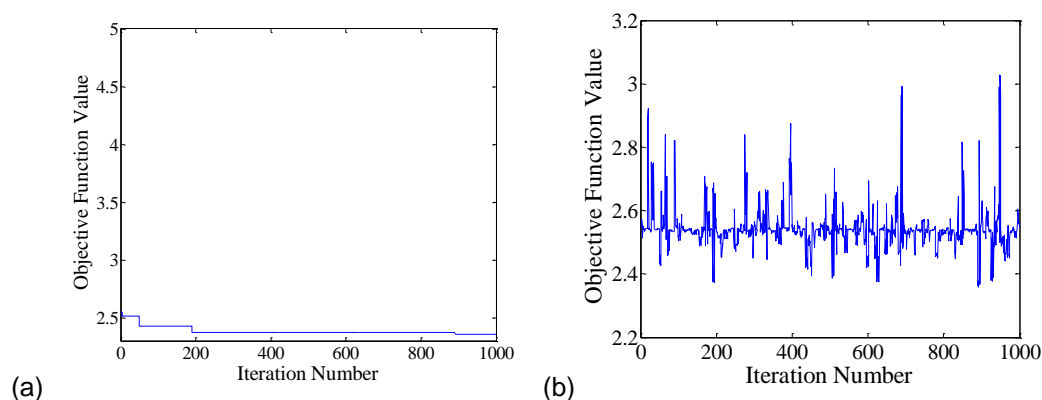 5
4.5
4
3.5
3
2.5
0 200 400 600 800 1000
Objective Function Value
Iteration Number
(a)
3.2
3
2.8
2.6
2.4
2.2
0 200 400 600 800 1000
Objective Function Value
Iteration Number
(b)